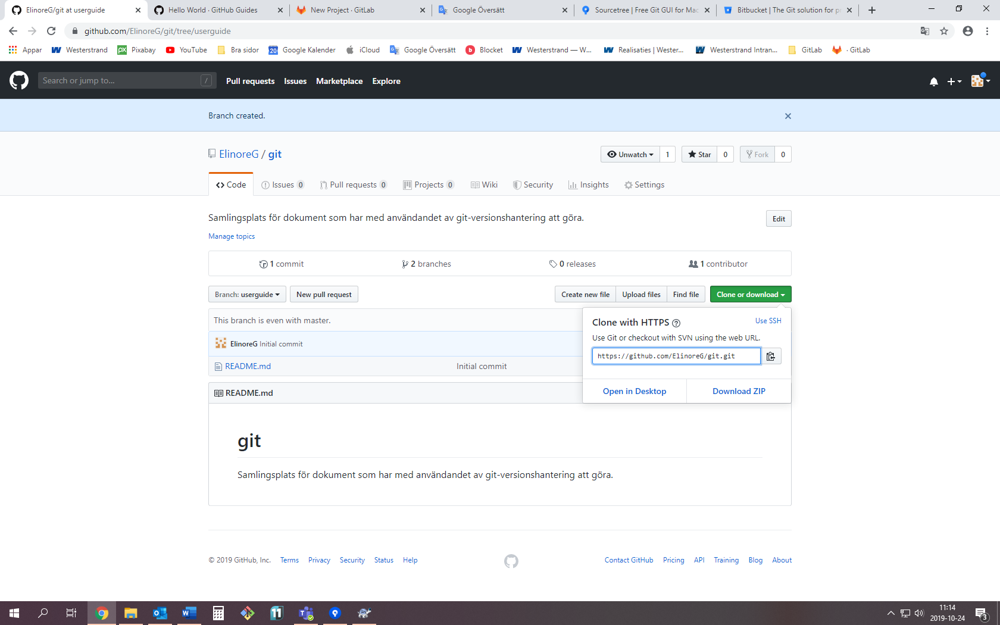 ElinoreG/git at userguide
Hello World · GitHub Guides
New Project · GitLab
Google Översätt
Sourcetree | Free Git GUI for Mac
Bitbucket | The Git solution for p
github.com/ElinoreG/git/tree/userguide
Appar Westerstrand Pixabay YouTube Bra sidor Google Kalender iCloud Google Översätt Blocket Westerstrand — W... Realisaties | Wester... Westerstrand Intran... GitLab · GitLab
Search or jump to... / Pull requests Issues Marketplace Explore
Branch created.
ElinoreG / git
Unwatch 1 Star 0 Fork 0
Code Issues 0 Pull requests 0 Projects 0 Wiki Security Insights Settings
Samlingsplats för dokument som har med användandet av git-versionshantering att göra.
Edit
Manage topics
1 commit 2 branches 0 releases 1 contributor
Branch: userguide New pull request Create new file Upload files Find file Clone or download
This branch is even with master.
ElinoreG Initial commit
README.md Initial commit
Clone with HTTPS Use SSH
Use Git or checkout with SVN using the web URL.
https://github.com/ElinoreG/git.git
Open in Desktop Download ZIP
README.md
git
Samlingsplats för dokument som har med användandet av git-versionshantering att göra.
© 2019 GitHub, Inc. Terms Privacy Security Status Help Contact GitHub Pricing API Training Blog About
11:14
2019-10-24
3